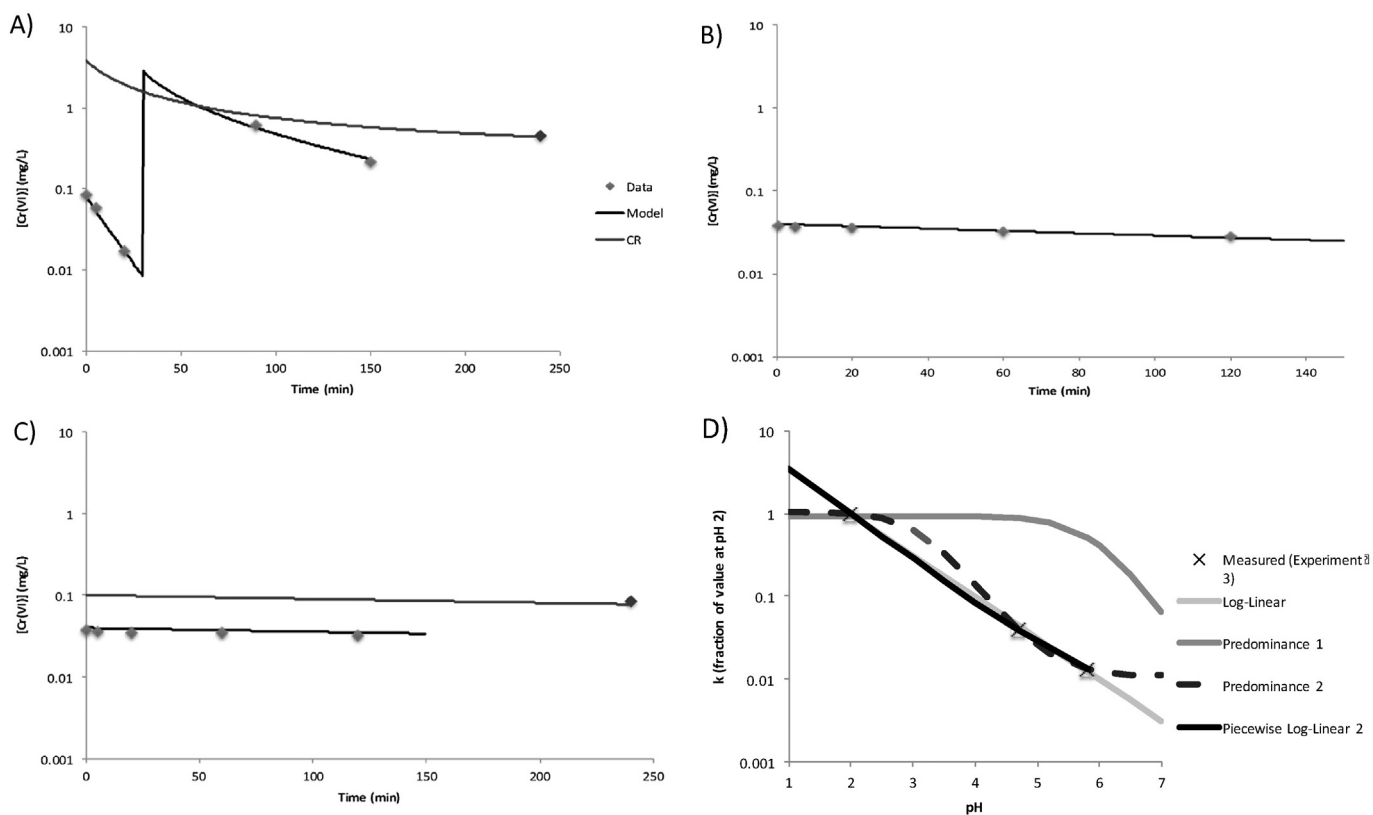 A)
10
1
0.1
0.01
0.001
[Cr(VI)] (mg/L)
0 50 100 150 200 250
Time (min)
Data
Model
CR
B)
10
1
0.1
0.01
0.001
[Cr(VI)] (mg/L)
0 20 40 60 80 100 120 140
Time (min)
C)
10
1
0.1
0.01
0.001
[Cr(VI)] (mg/L)
0 50 100 150 200 250
Time (min)
D)
10
1
0.1
0.01
0.001
k (fraction of value at pH 2)
1 2 3 4 5 6 7
pH
Measured (Experiment
3)
Log-Linear
Predominance 1
Predominance 2
Piecewise Log-Linear 2